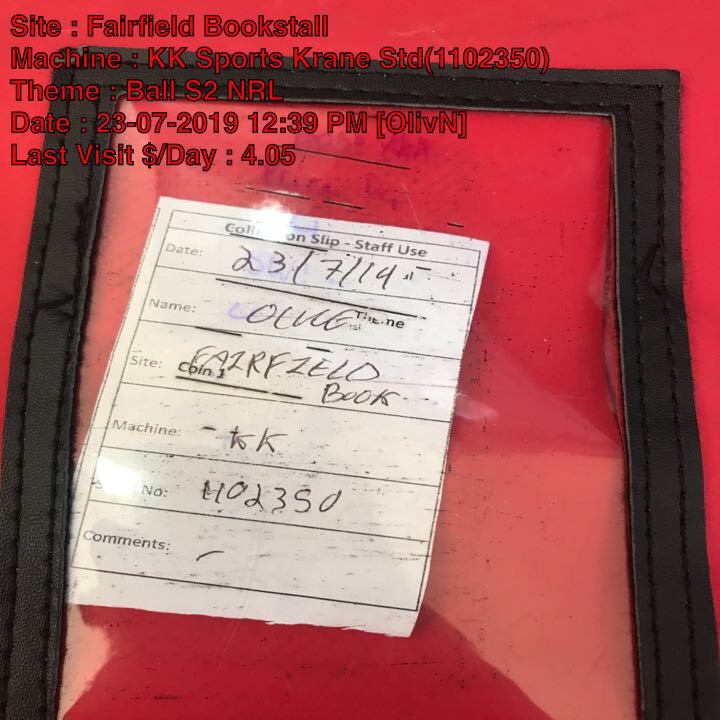 Site : Fairfield Bookstall
Machine : KK Sports Krane Std(1102350)
Theme : Ball S2 NRL
Date : 23-07-2019 12:39 PM [OlivN]
Last Visit $/Day : 4.05
on Slip - Staff Use
Date: 23/7/19
Name: OLIVE
Site: FAIRFIELD
Coin 1
BOOK
Machine: KK
No: 1102350
Comments: -